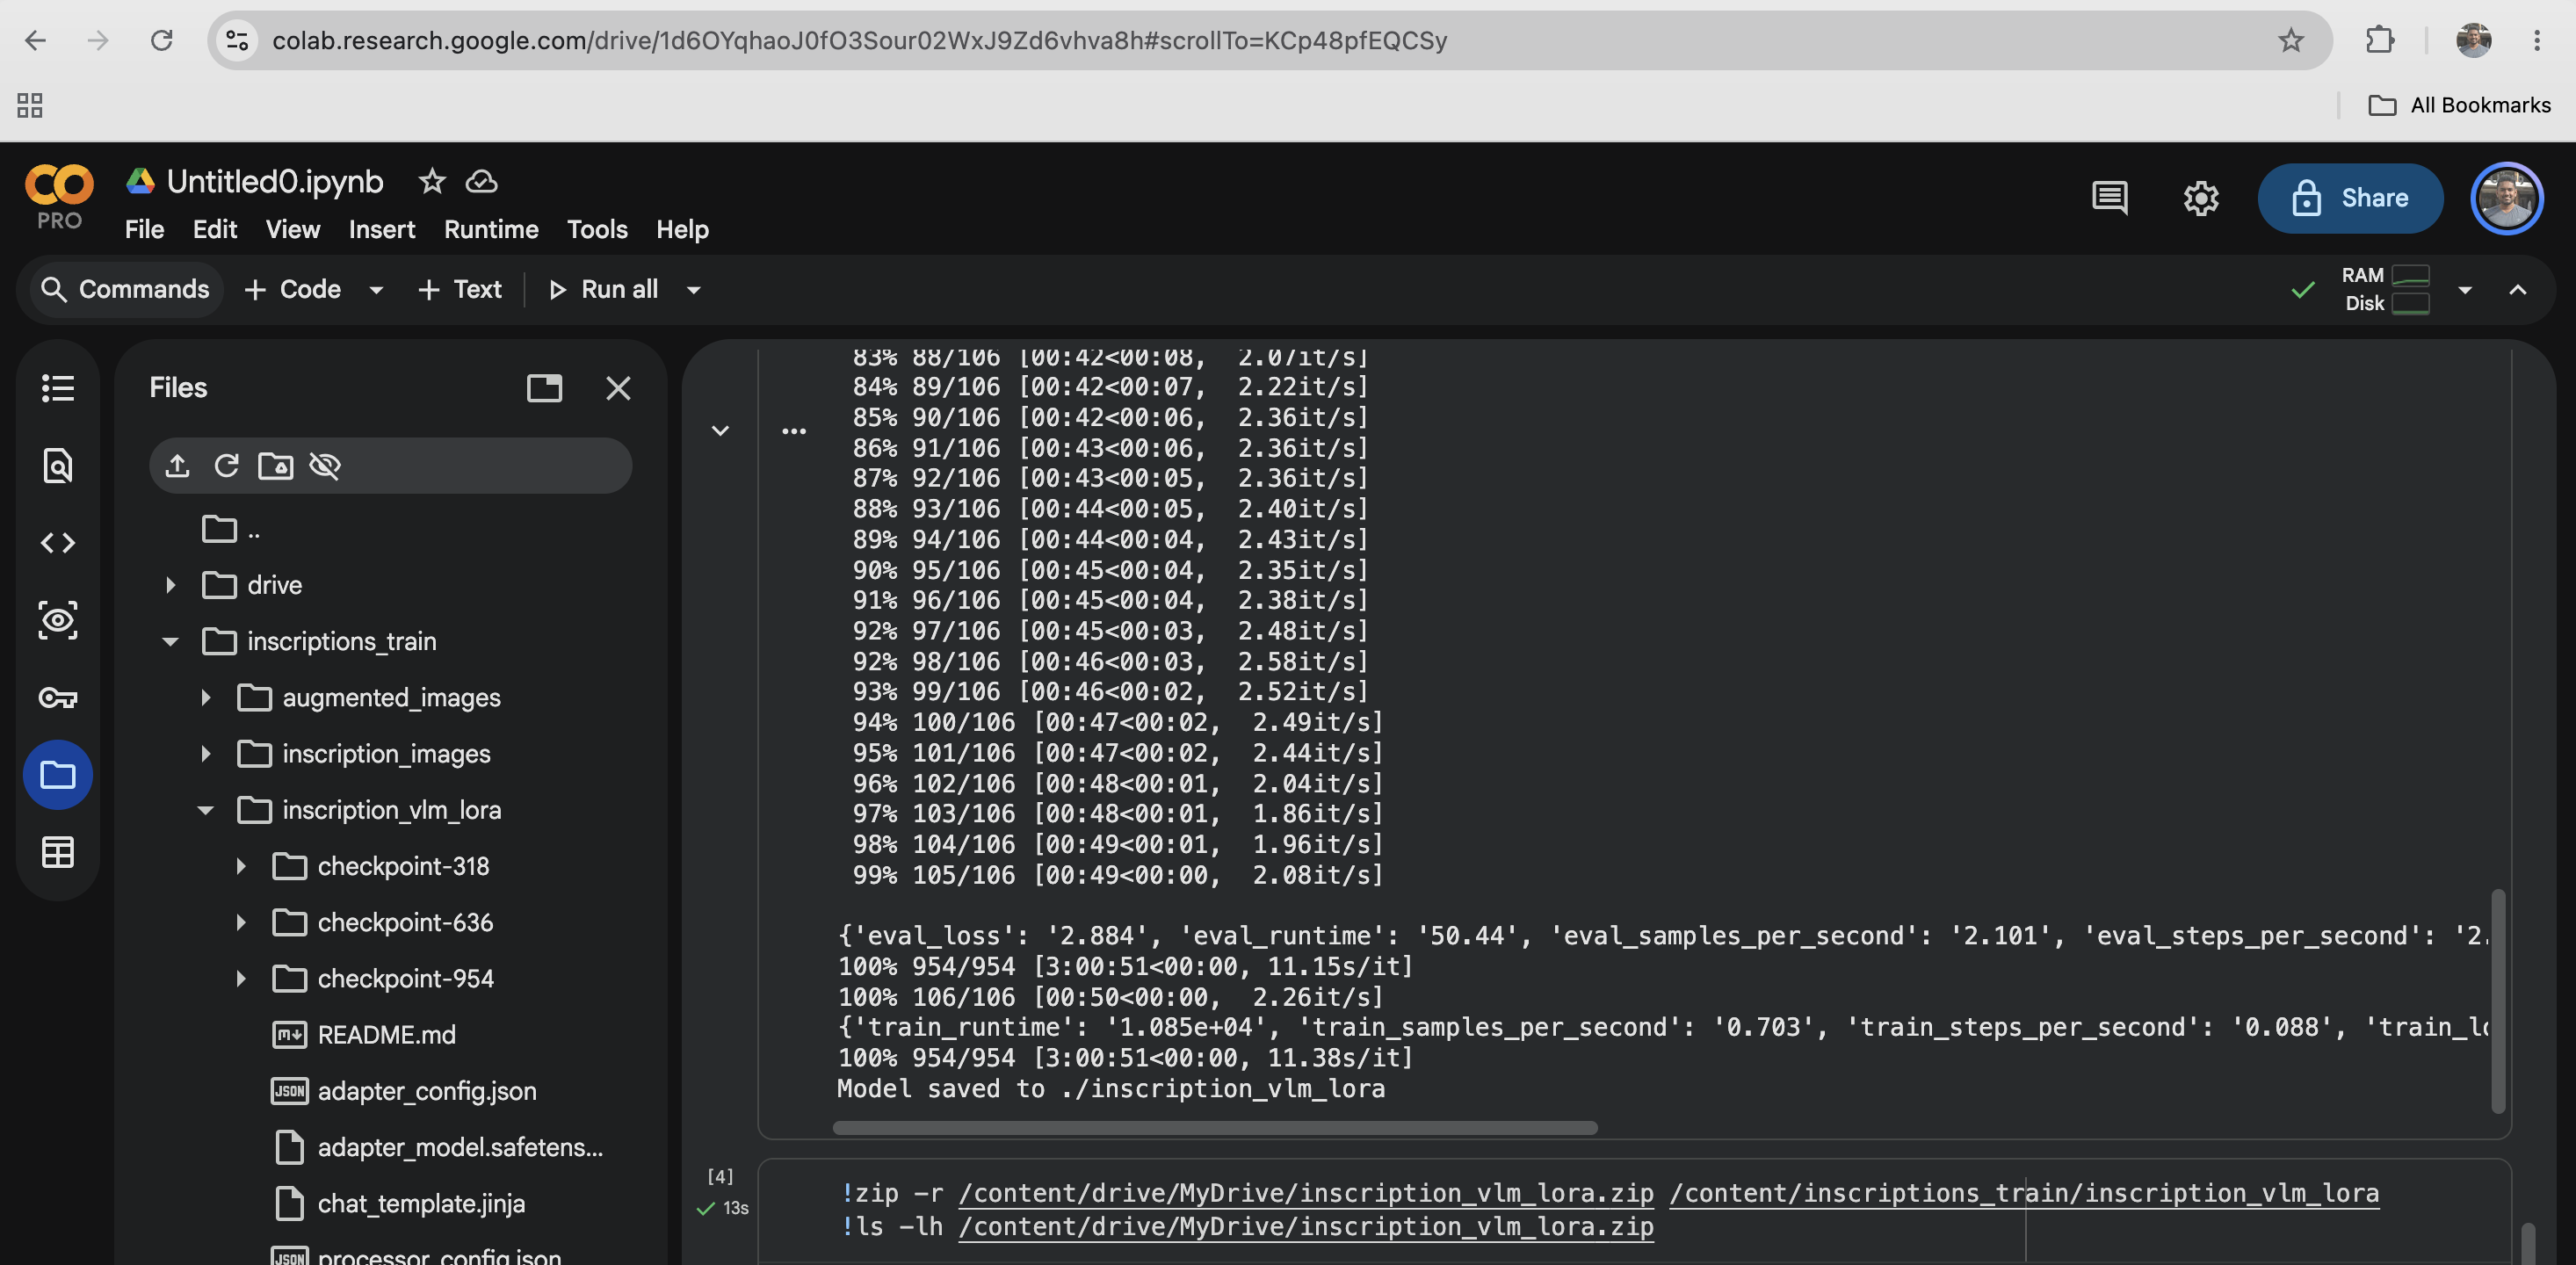 colab.research.google.com/drive/1d6OYqhaoJ0fO3Sour02WxJ9Zd6vhva8h#scrollTo=KCp48pfEQCSy
All Bookmarks
CO
PRO
Untitled0.ipynb
File Edit View Insert Runtime Tools Help
Share
Commands + Code + Text Run all
RAM
Disk
Files
..
drive
inscriptions_train
augmented_images
inscription_images
inscription_vlm_lora
checkpoint-318
checkpoint-636
checkpoint-954
README.md
adapter_config.json
adapter_model.safetens...
chat_template.jinja
processor_config.json
83% 88/106 [00:42<00:08, 2.07it/s]
84% 89/106 [00:42<00:07, 2.22it/s]
85% 90/106 [00:42<00:06, 2.36it/s]
86% 91/106 [00:43<00:06, 2.36it/s]
87% 92/106 [00:43<00:05, 2.36it/s]
88% 93/106 [00:44<00:05, 2.40it/s]
89% 94/106 [00:44<00:04, 2.43it/s]
90% 95/106 [00:45<00:04, 2.35it/s]
91% 96/106 [00:45<00:04, 2.38it/s]
92% 97/106 [00:45<00:03, 2.48it/s]
92% 98/106 [00:46<00:03, 2.58it/s]
93% 99/106 [00:46<00:02, 2.52it/s]
94% 100/106 [00:47<00:02, 2.49it/s]
95% 101/106 [00:47<00:02, 2.44it/s]
96% 102/106 [00:48<00:01, 2.04it/s]
97% 103/106 [00:48<00:01, 1.86it/s]
98% 104/106 [00:49<00:01, 1.96it/s]
99% 105/106 [00:49<00:00, 2.08it/s]
{'eval_loss': '2.884', 'eval_runtime': '50.44', 'eval_samples_per_second': '2.101', 'eval_steps_per_second': '2.
100% 954/954 [3:00:51<00:00, 11.15s/it]
100% 106/106 [00:50<00:00, 2.26it/s]
{'train_runtime': '1.085e+04', 'train_samples_per_second': '0.703', 'train_steps_per_second': '0.088', 'train_lo
100% 954/954 [3:00:51<00:00, 11.38s/it]
Model saved to ./inscription_vlm_lora
[4]
13s
!zip -r /content/drive/MyDrive/inscription_vlm_lora.zip /content/inscriptions_train/inscription_vlm_lora
!ls -lh /content/drive/MyDrive/inscription_vlm_lora.zip